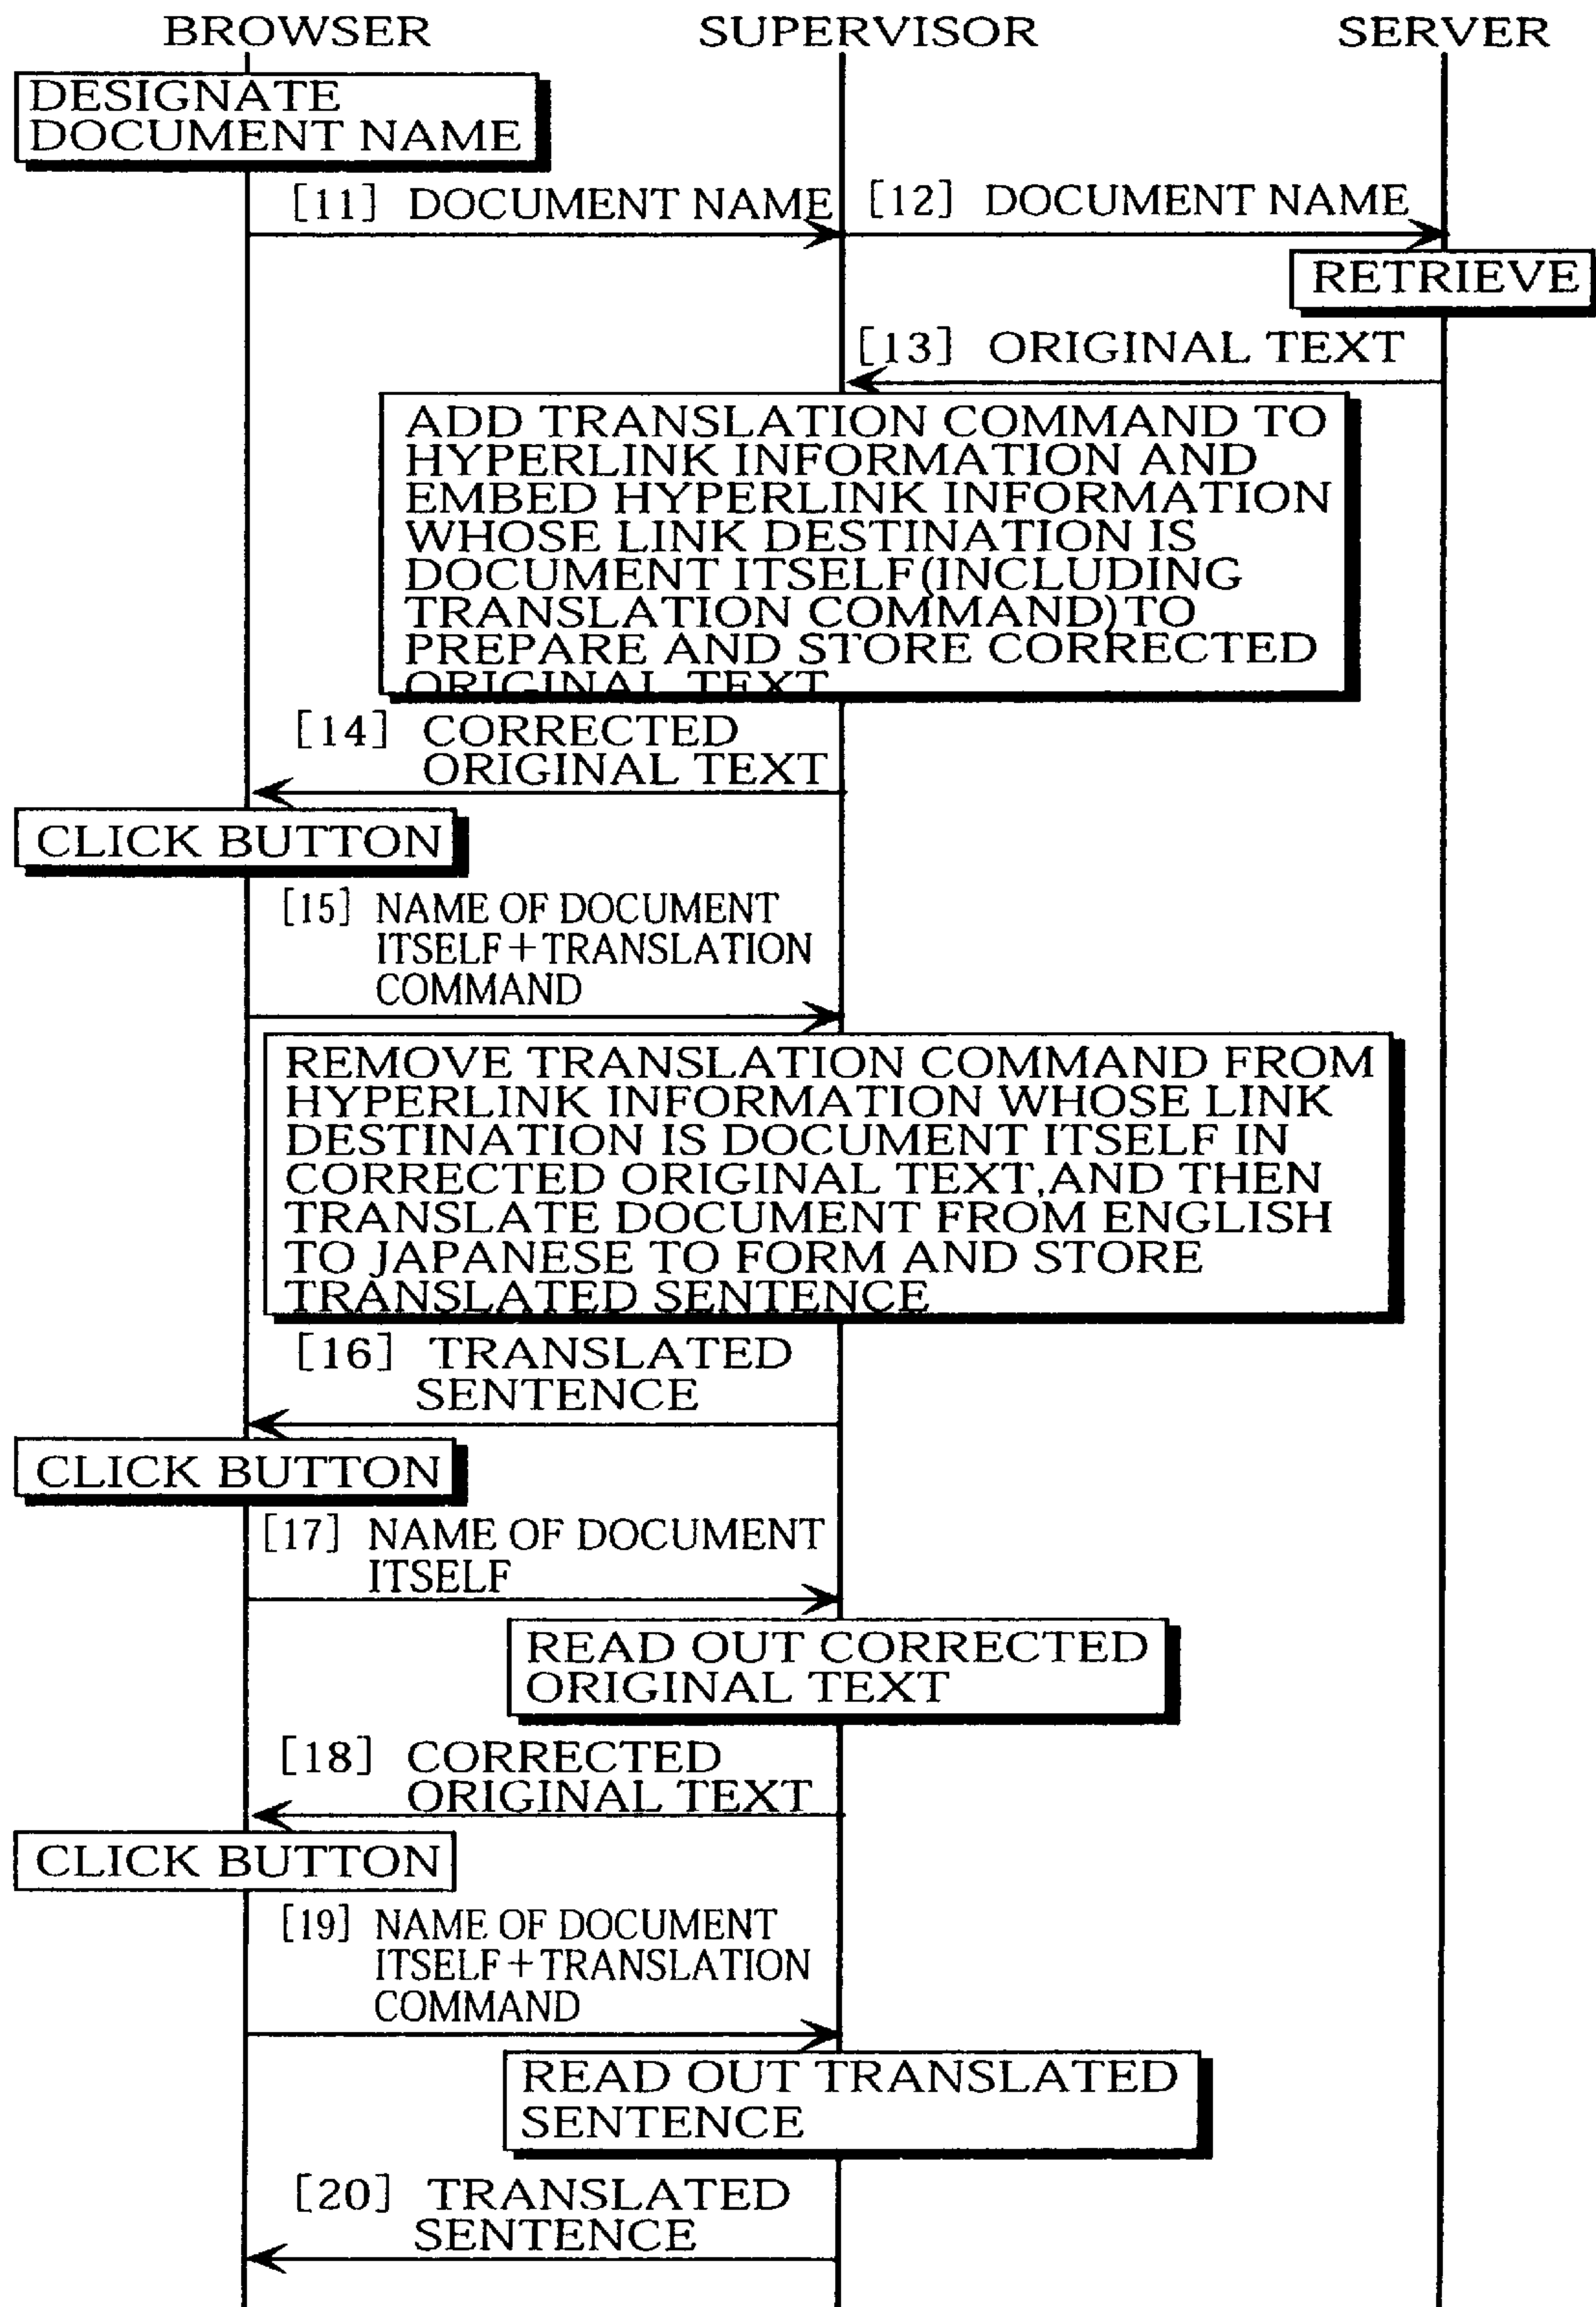 BROWSER SUPERVISOR SERVER
DESIGNATE
DOCUMENT NAME
[11] DOCUMENT NAME
[12] DOCUMENT NAME
RETRIEVE
[13] ORIGINAL TEXT
ADD TRANSLATION COMMAND TO
HYPERLINK INFORMATION AND
EMBED HYPERLINK INFORMATION
WHOSE LINK DESTINATION IS
DOCUMENT ITSELF(INCLUDING
TRANSLATION COMMAND)TO
PREPARE AND STORE CORRECTED
ORIGINAL TEXT
[14] CORRECTED
ORIGINAL TEXT
CLICK BUTTON
[15] NAME OF DOCUMENT
ITSELF+TRANSLATION
COMMAND
REMOVE TRANSLATION COMMAND FROM
HYPERLINK INFORMATION WHOSE LINK
DESTINATION IS DOCUMENT ITSELF IN
CORRECTED ORIGINAL TEXT,AND THEN
TRANSLATE DOCUMENT FROM ENGLISH
TO JAPANESE TO FORM AND STORE
TRANSLATED SENTENCE
[16] TRANSLATED
SENTENCE
CLICK BUTTON
[17] NAME OF DOCUMENT
ITSELF
READ OUT CORRECTED
ORIGINAL TEXT
[18] CORRECTED
ORIGINAL TEXT
CLICK BUTTON
[19] NAME OF DOCUMENT
ITSELF+TRANSLATION
COMMAND
READ OUT TRANSLATED
SENTENCE
[20] TRANSLATED
SENTENCE